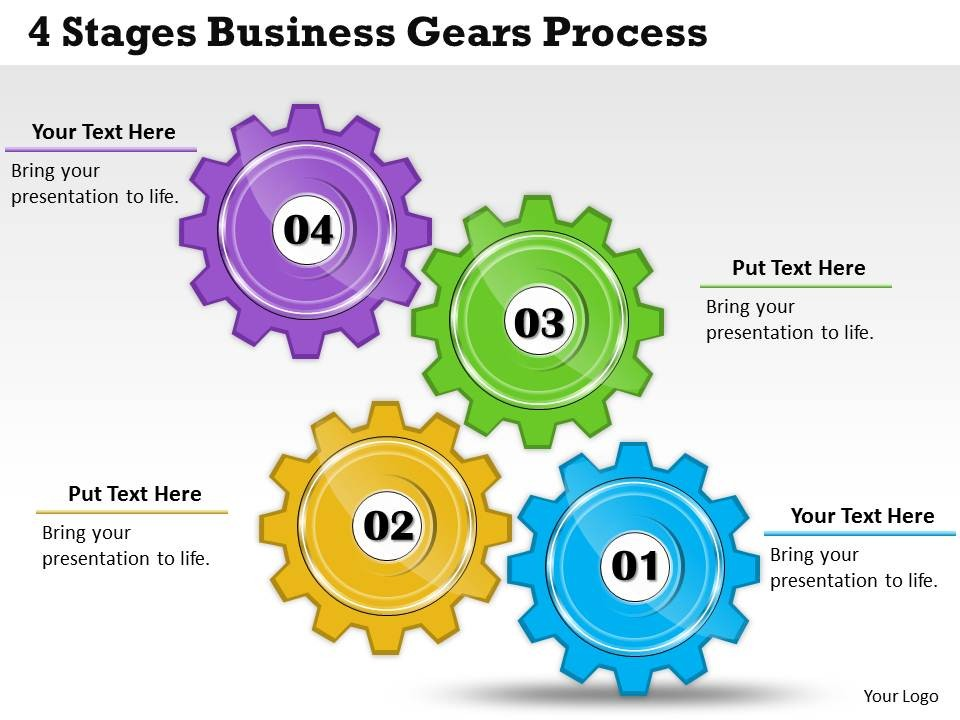 4 Stages Business Gears Process
Your Text Here
Bring your
presentation to life.
04
03
Put Text Here
Bring your
presentation to life.
Put Text Here
Bring your
presentation to life.
02
01
Your Text Here
Bring your
presentation to life.
Your Logo